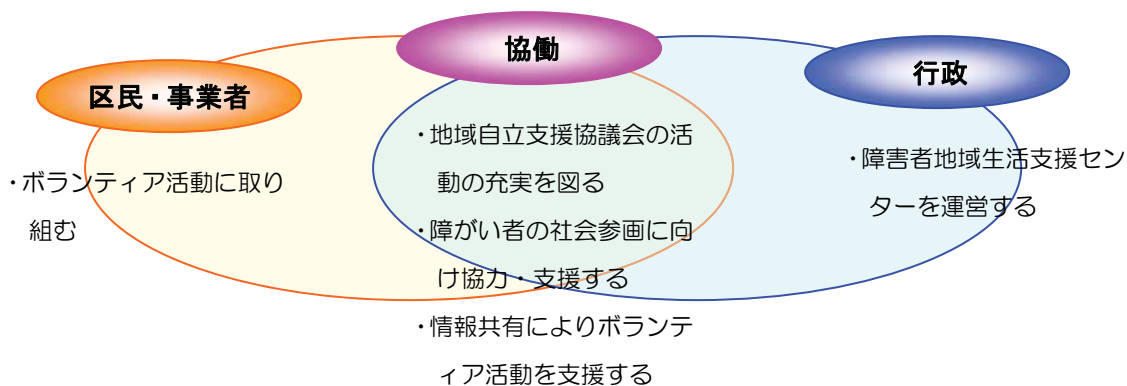 協働
区民・事業者
行政
・ボランティア活動に取り
組む
・地域自立支援協議会の活
動の充実を図る
・障がい者の社会参画に向
け協力・支援する
・情報共有によりボランテ
ィア活動を支援する
・障害者地域生活支援セン
ターを運営する